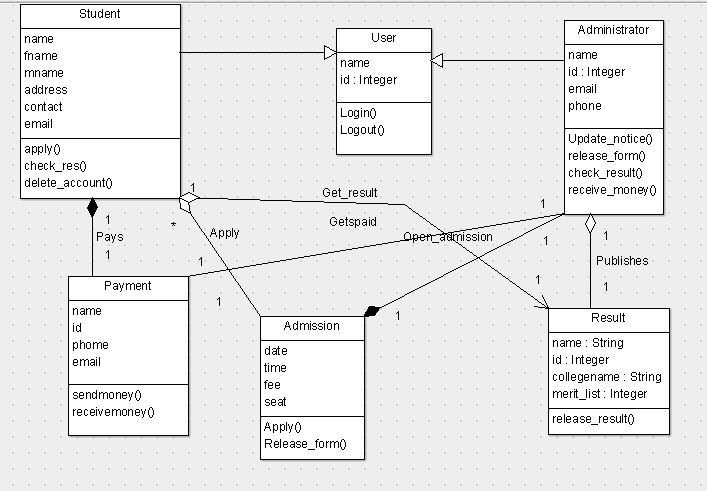 Student
name
fname
mname
address
contact
email
apply()
check_res()
delete_account()
User
name
id : Integer
Login()
Logout()
Administrator
name
id : Integer
email
phone
Update_notice()
release_form()
check_result()
receive_money()
1
Get_result
1
*
Apply
Getspaid
Open_admission
1
1
Pays
1
1
1
Publishes
1
1
1
1
Payment
name
id
phome
email
sendmoney()
receivemoney()
Admission
date
time
fee
seat
Apply()
Release_form()
Result
name : String
id : Integer
collegename : String
merit_list : Integer
release_result()